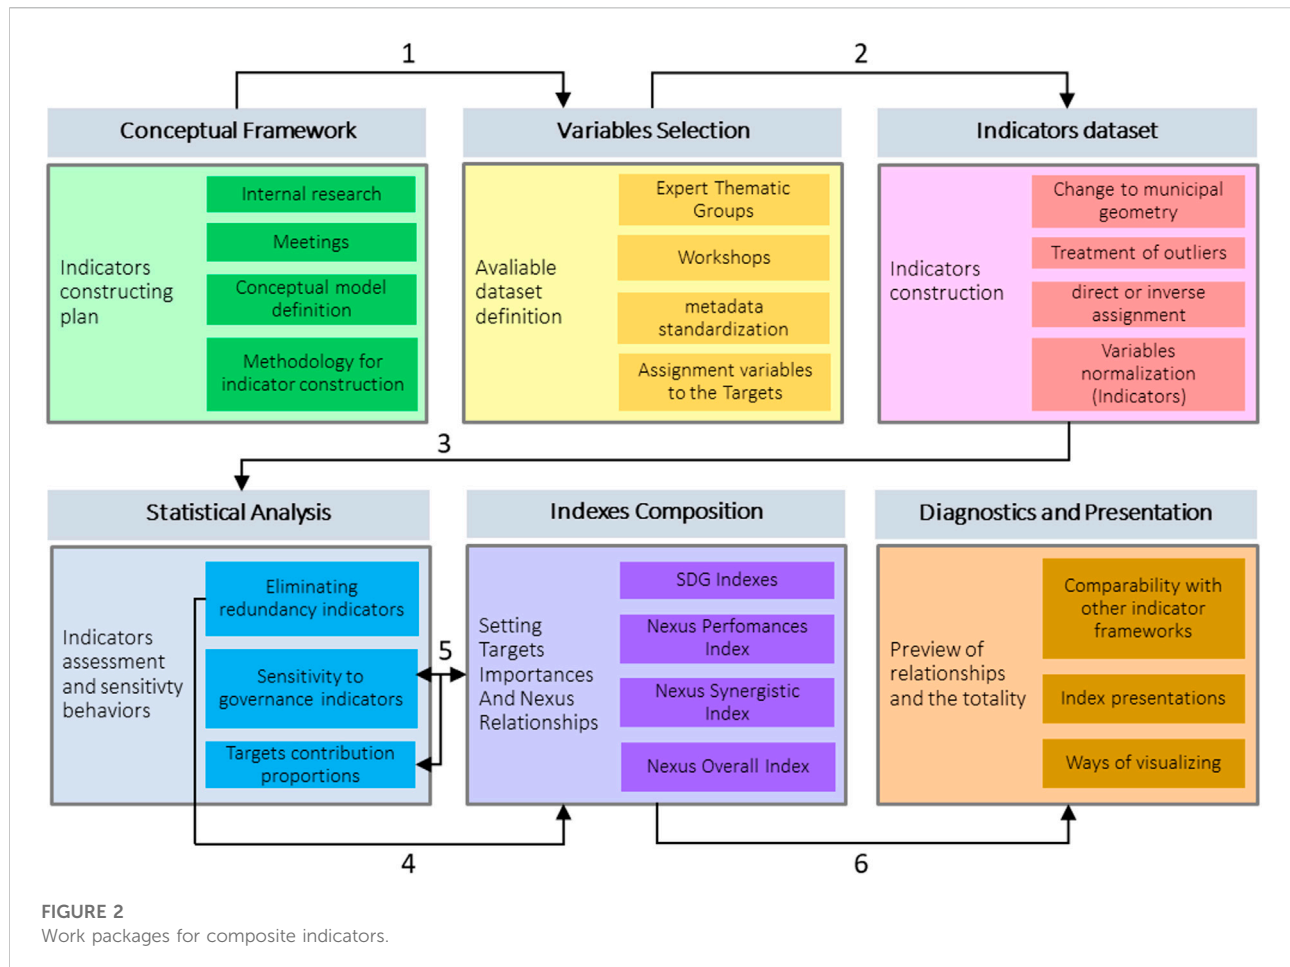 1
2
Conceptual Framework
Indicators
constructing
plan
Internal research
Meetings
Conceptual model
definition
Methodology for
indicator construction
Variables Selection
Avaliable
dataset
definition
Expert Thematic
Groups
Workshops
metadata
standardization
Assignment variables
to the Targets
Indicators dataset
Indicators
construction
Change to municipal
geometry
Treatment of outliers
direct or inverse
assignment
Variables
normalization
(Indicators)
3
Statistical Analysis
Indicators
assessment
and sensitivty
behaviors
Eliminating
redundancy indicators
Sensitivity to
governance indicators
Targets contribution
proportions
5
Indexes Composition
Setting
Targets
Importances
And Nexus
Relationships
SDG Indexes
Nexus Perfomances
Index
Nexus Synergistic
Index
Nexus Overall Index
Diagnostics and Presentation
Preview of
relationships
and the totality
Comparability with
other indicator
frameworks
Index presentations
Ways of visualizing
4
6
FIGURE 2
Work packages for composite indicators.